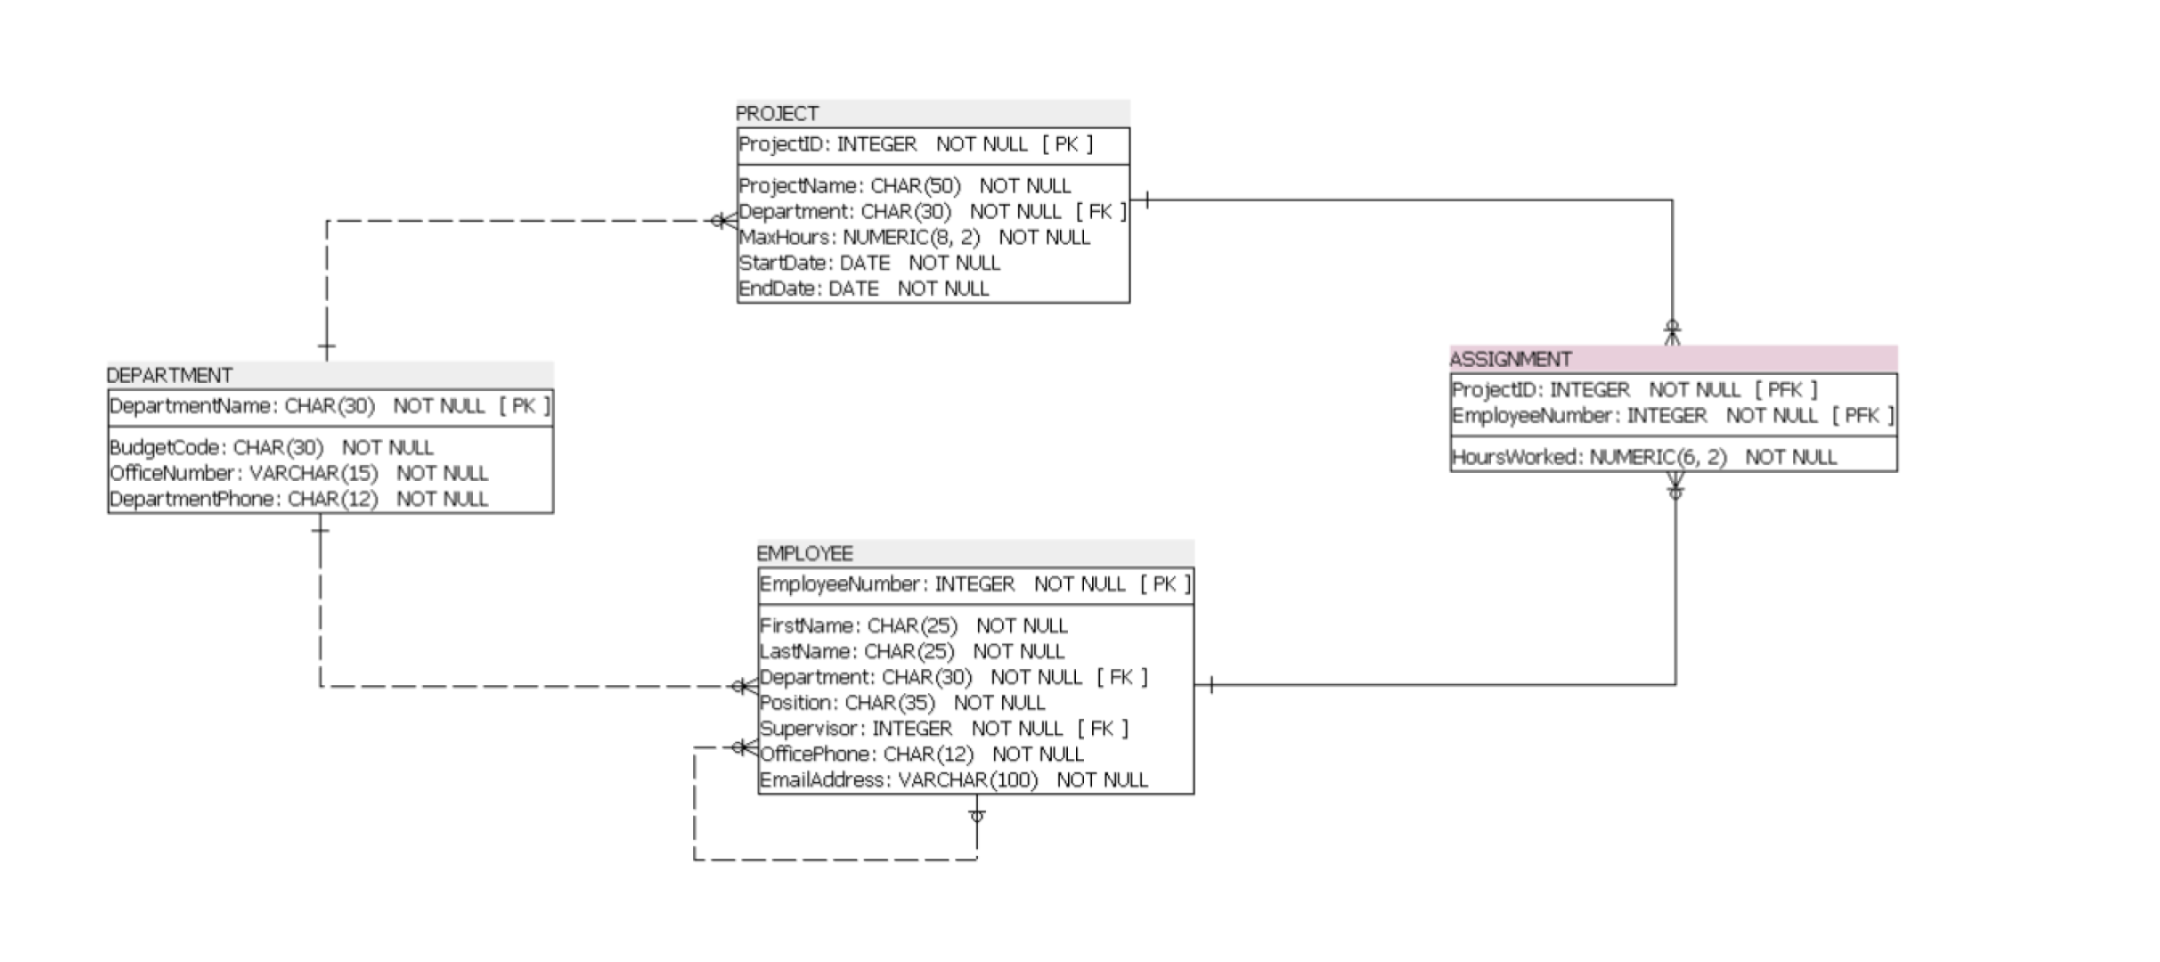 PROJECT
ProjectID: INTEGER NOT NULL [ PK ]
ProjectName: CHAR(50) NOT NULL
Department: CHAR(30) NOT NULL [ FK ]
MaxHours: NUMERIC(8, 2) NOT NULL
StartDate: DATE NOT NULL
EndDate: DATE NOT NULL
DEPARTMENT
DepartmentName: CHAR(30) NOT NULL [ PK ]
BudgetCode: CHAR(30) NOT NULL
OfficeNumber: VARCHAR(15) NOT NULL
DepartmentPhone: CHAR(12) NOT NULL
ASSIGNMENT
ProjectID: INTEGER NOT NULL [ PFK ]
EmployeeNumber: INTEGER NOT NULL [ PFK ]
HoursWorked: NUMERIC(6, 2) NOT NULL
EMPLOYEE
EmployeeNumber: INTEGER NOT NULL [ PK ]
FirstName: CHAR(25) NOT NULL
LastName: CHAR(25) NOT NULL
Department: CHAR(30) NOT NULL [ FK ]
Position: CHAR(35) NOT NULL
Supervisor: INTEGER NOT NULL [ FK ]
OfficePhone: CHAR(12) NOT NULL
EmailAddress: VARCHAR(100) NOT NULL